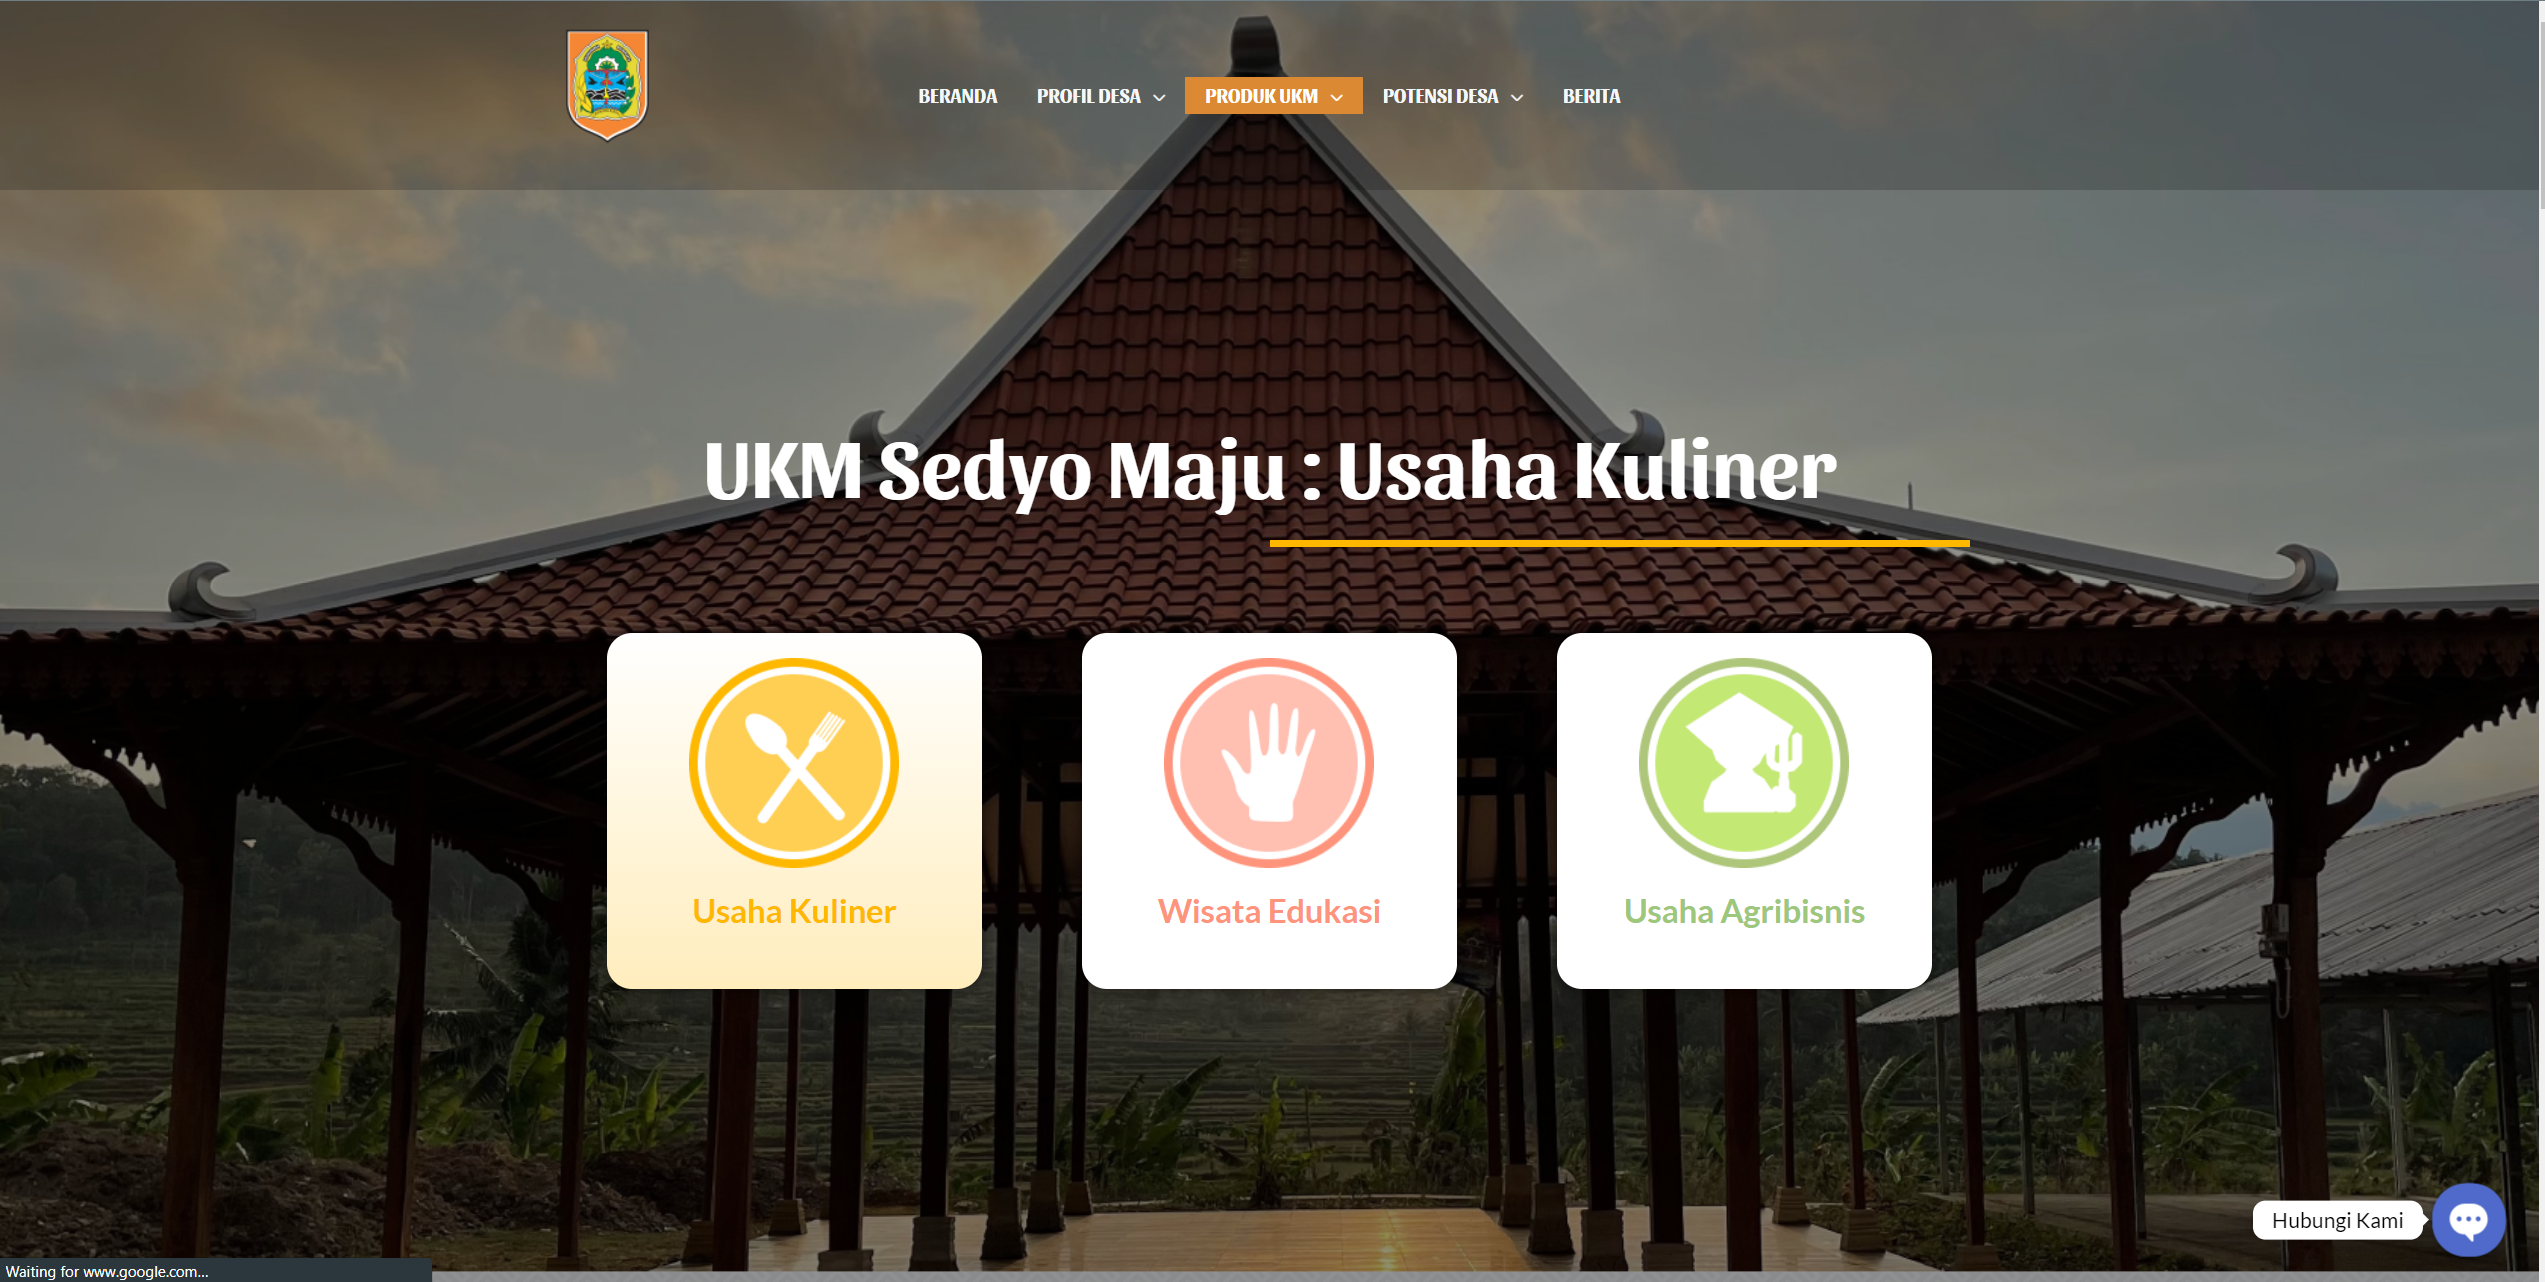 BERANDA
PROFIL DESA
PRODUK UKM
POTENSI DESA
BERITA
UKM Sedyo Maju : Usaha Kuliner
Usaha Kuliner
Wisata Edukasi
Usaha Agribisnis
Hubungi Kami
Waiting for www.google.com...